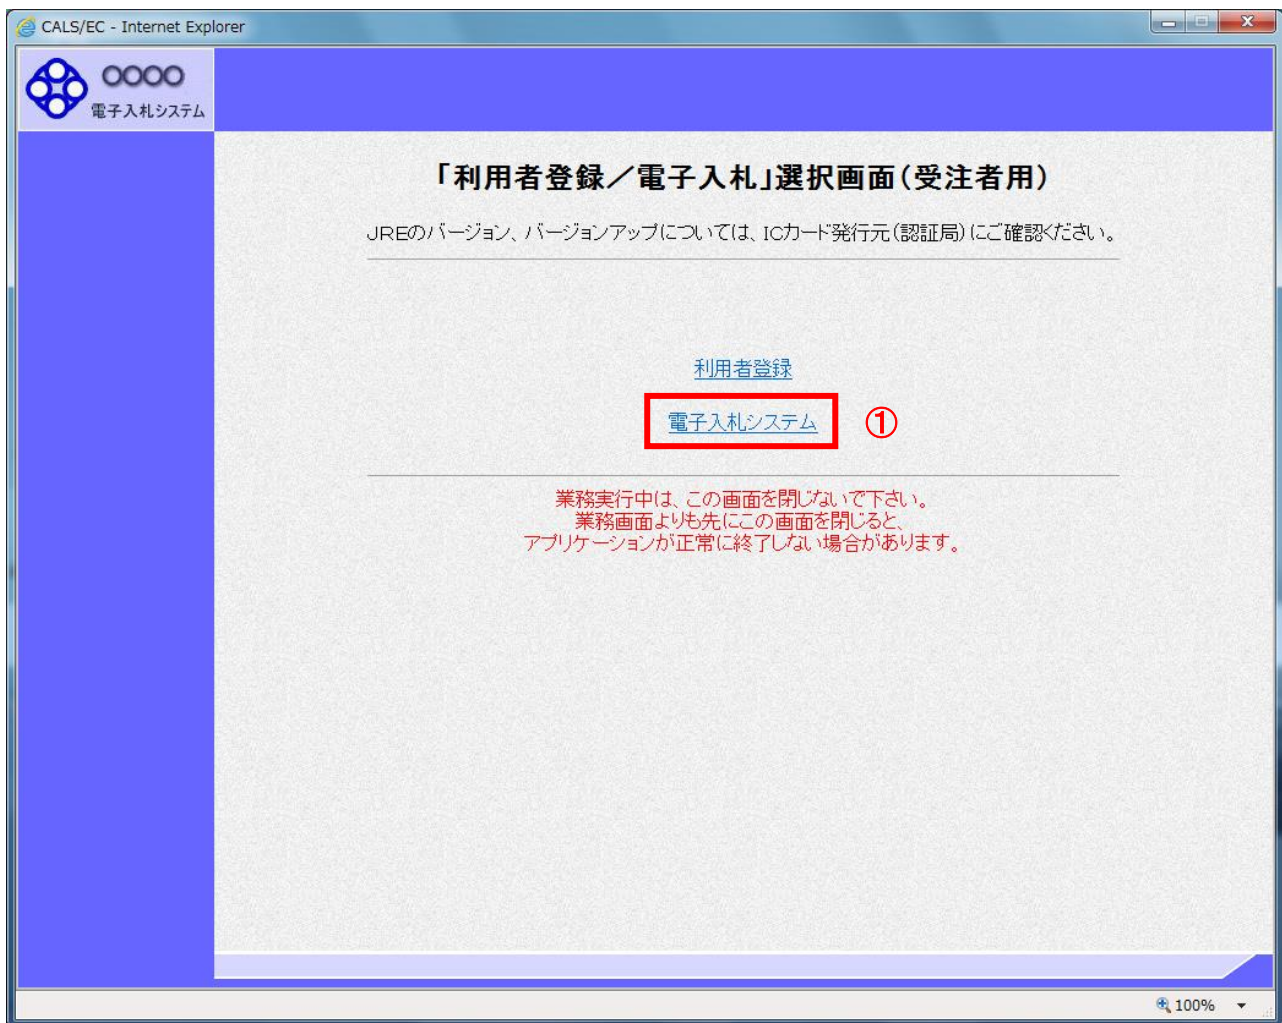 CALS/EC - Internet Explorer
〇〇〇〇
電子入札システム
「利用者登録／電子入札」選択画面（受注者用）
JREのバージョン、バージョンアップについては、ICカード発行元（認証局）にご確認ください。
利用者登録
電子入札システム ①
業務実行中は、この画面を閉じないで下さい。
業務画面よりも先にこの画面を閉じると、
アプリケーションが正常に終了しない場合があります。
100%